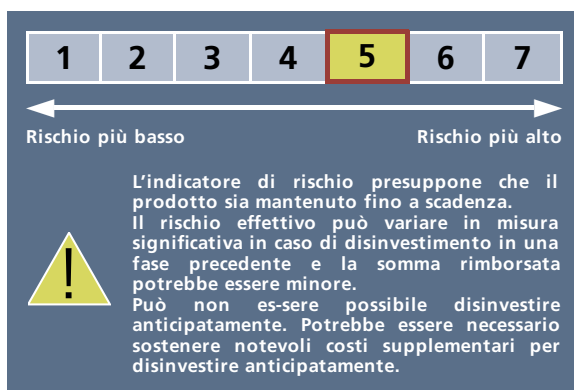 1 2 3 4 5 6 7
Rischio più basso Rischio più alto
L’indicatore di rischio presuppone che il
prodotto sia mantenuto fino a scadenza.
Il rischio effettivo può variare in misura
significativa in caso di disinvestimento in una
fase precedente e la somma rimborsata
potrebbe essere minore.
Può non es-sere possibile disinvestire
anticipatamente. Potrebbe essere necessario
sostenere notevoli costi supplementari per
disinvestire anticipatamente.
!